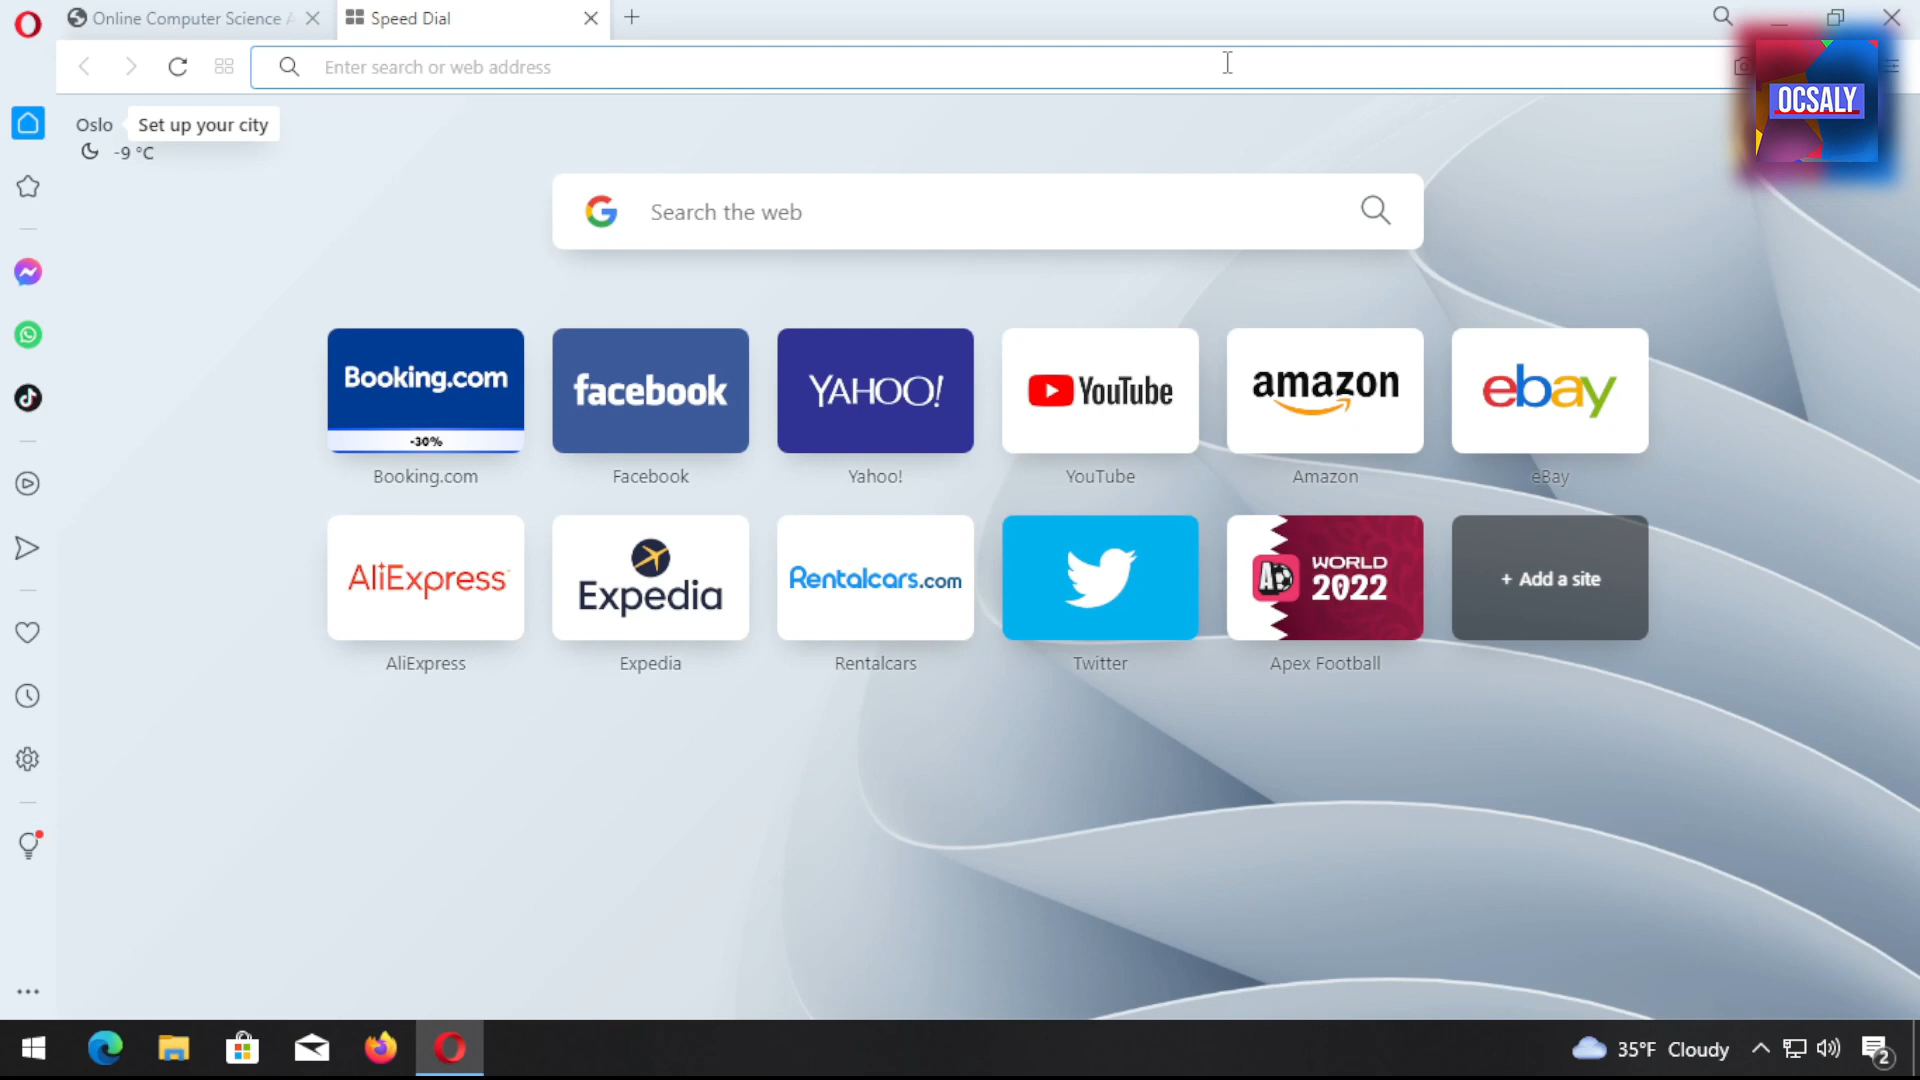 Online Computer Science A
Speed Dial
Enter search or web address
OCSALY
Oslo
Set up your city
-9 °C
Search the web
Booking.com
-30%
facebook
YAHOO!
YouTube
amazon
ebay
Booking.com
Facebook
Yahoo!
YouTube
Amazon
eBay
AliExpress
Expedia
Rentalcars.com
WORLD
2022
+ Add a site
AliExpress
Expedia
Rentalcars
Twitter
Apex Football
35°F Cloudy
2